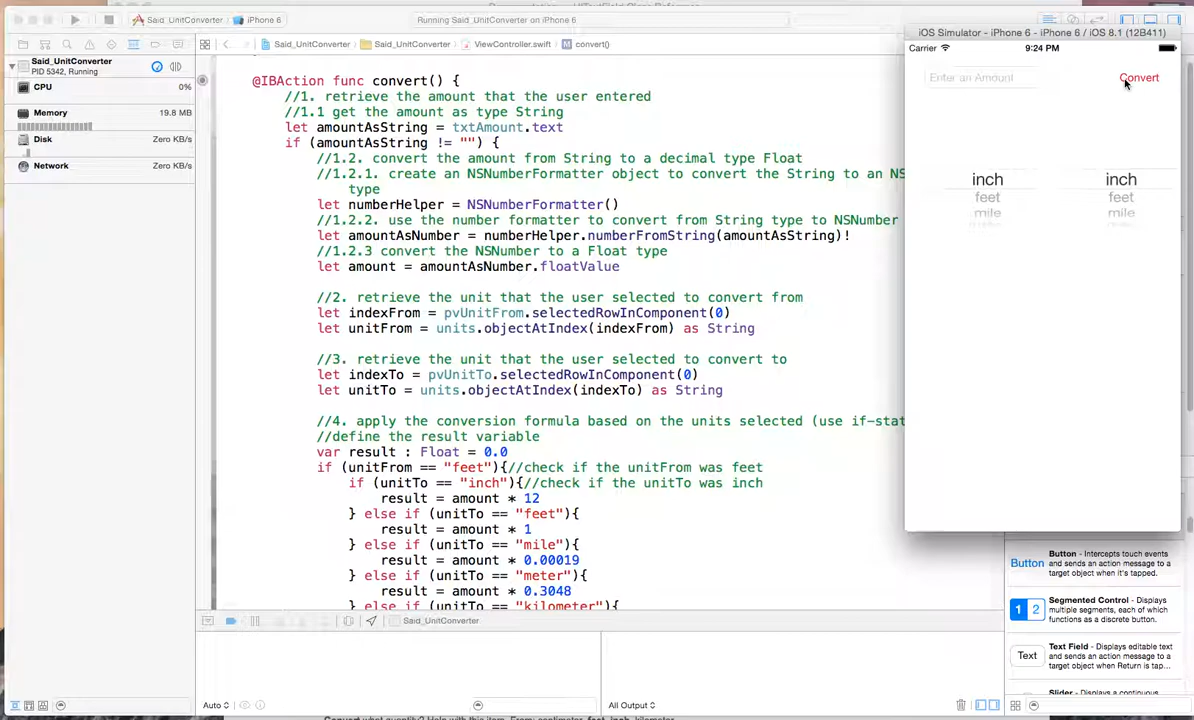 Said_UnitConverter
iPhone 6
Running Said_UnitConverter on iPhone 6
Said_UnitConverter
PID 5342, Running
CPU
0%
Memory
19.8 MB
Disk
Zero KB/s
Network
Zero KB/s
Said_UnitConverter
Said_UnitConverter
ViewController.swift
M
convert()
@IBAction func convert() {
//1. retrieve the amount that the user entered
//1.1 get the amount as type String
let amountAsString = txtAmount.text
if (amountAsString != "") {
//1.2. convert the amount from String to a decimal type Float
//1.2.1. create an NSNumberFormatter object to convert the String to an NS
type
let numberHelper = NSNumberFormatter()
//1.2.2. use the number formatter to convert from String type to NSNumber
let amountAsNumber = numberHelper.numberFromString(amountAsString)!
//1.2.3 convert the NSNumber to a Float type
let amount = amountAsNumber.floatValue
//2. retrieve the unit that the user selected to convert from
let indexFrom = pvUnitFrom.selectedRowInComponent(0)
let unitFrom = units.objectAtIndex(indexFrom) as String
//3. retrieve the unit that the user selected to convert to
let indexTo = pvUnitTo.selectedRowInComponent(0)
let unitTo = units.objectAtIndex(indexTo) as String
//4. apply the conversion formula based on the units selected (use if-stat
//define the result variable
var result : Float = 0.0
if (unitFrom == "feet"){//check if the unitFrom was feet
if (unitTo == "inch"){//check if the unitTo was inch
result = amount * 12
} else if (unitTo == "feet"){
result = amount * 1
} else if (unitTo == "mile"){
result = amount * 0.00019
} else if (unitTo == "meter"){
result = amount * 0.3048
} else if (unitTo == "kilometer"){
Said_UnitConverter
Auto
All Output
iOS Simulator - iPhone 6 - iPhone 6 / iOS 8.1 (12B411)
Carrier
9:24 PM
Enter an Amount
Convert
inch
inch
feet
feet
mile
mile
Button
Button - Intercepts touch events
and sends an action message to a
target object when it's tapped.
1 2
Segmented Control - Displays
multiple segments, each of which
functions as a discrete button.
Text
Text Field - Displays editable text
and sends an action message to a
target object when Return is tap...
Slider - Displays a continuous